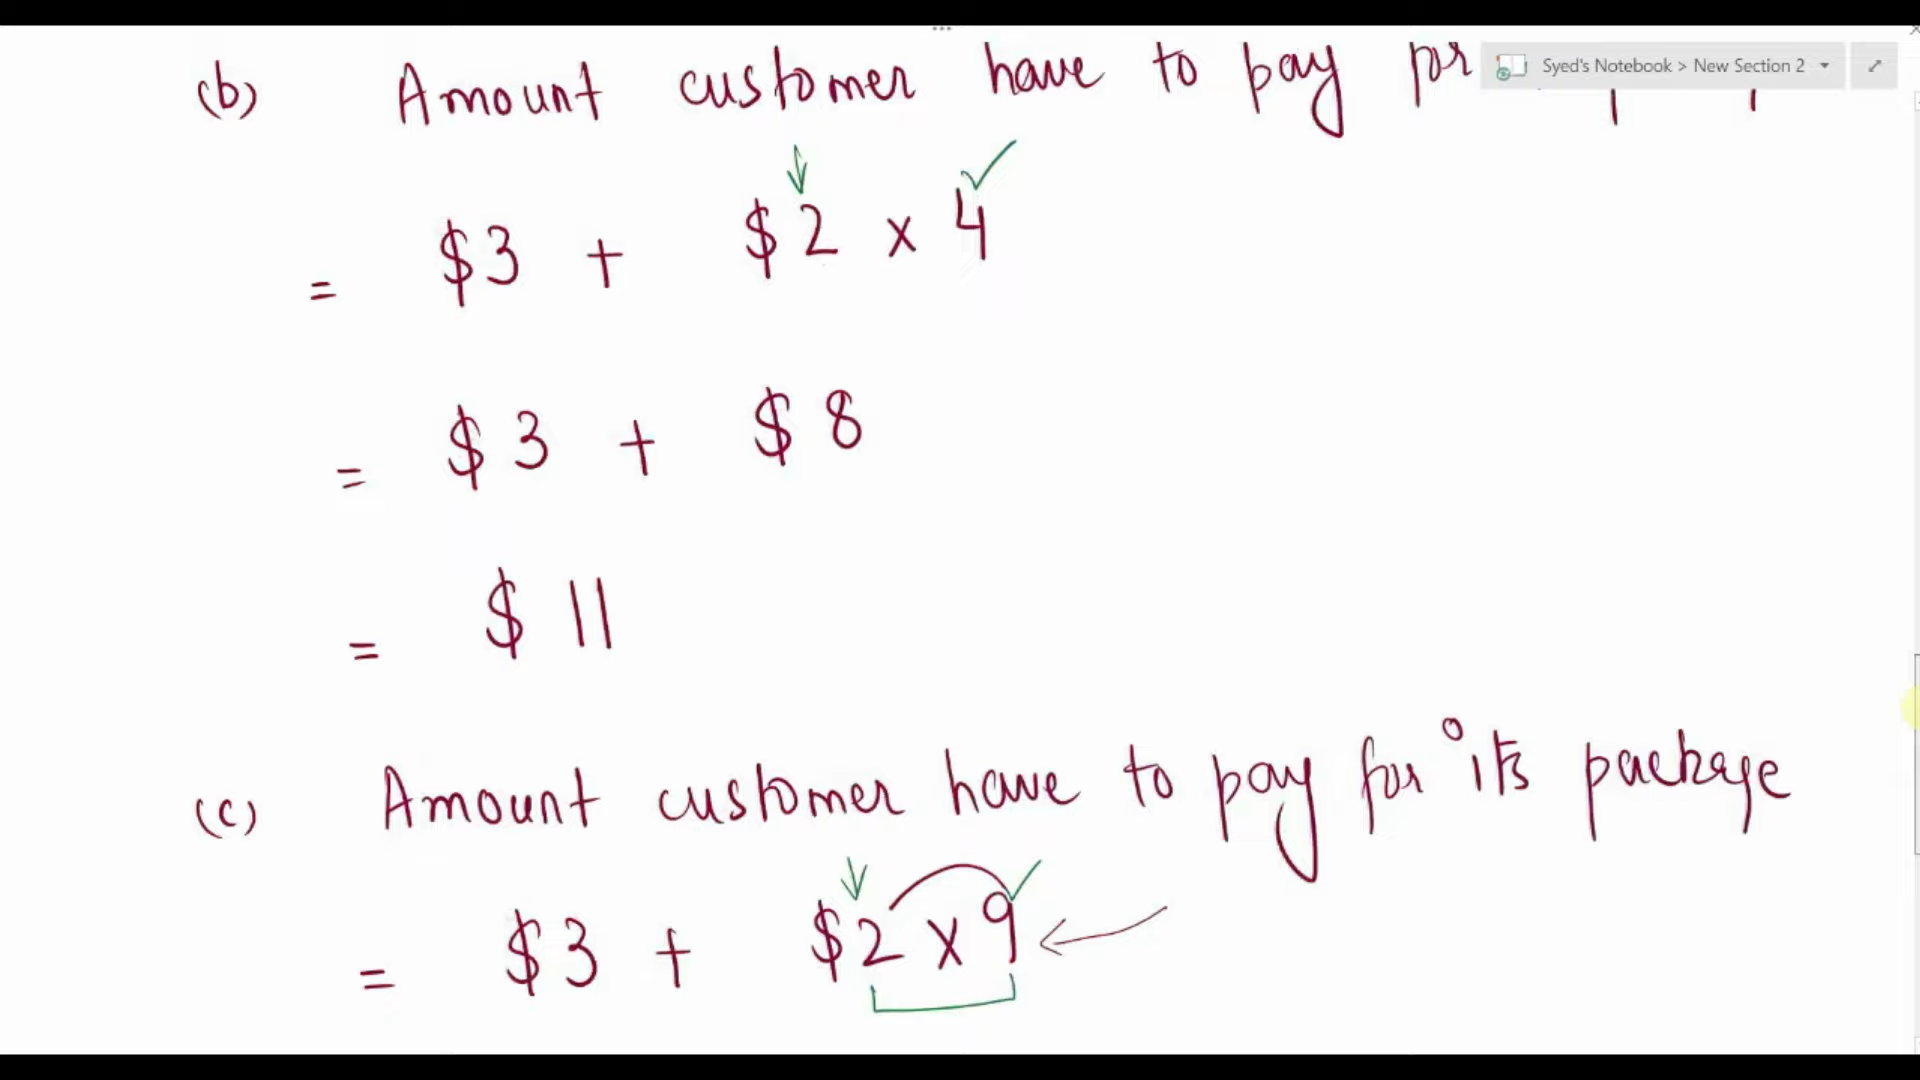 Syed's Notebook > New Section 2
(b) Amount customer have to pay for
= $3 + $2 x 4
= $3 + $8
= $11
(c) Amount customer have to pay for its package
= $3 + $2 x 9